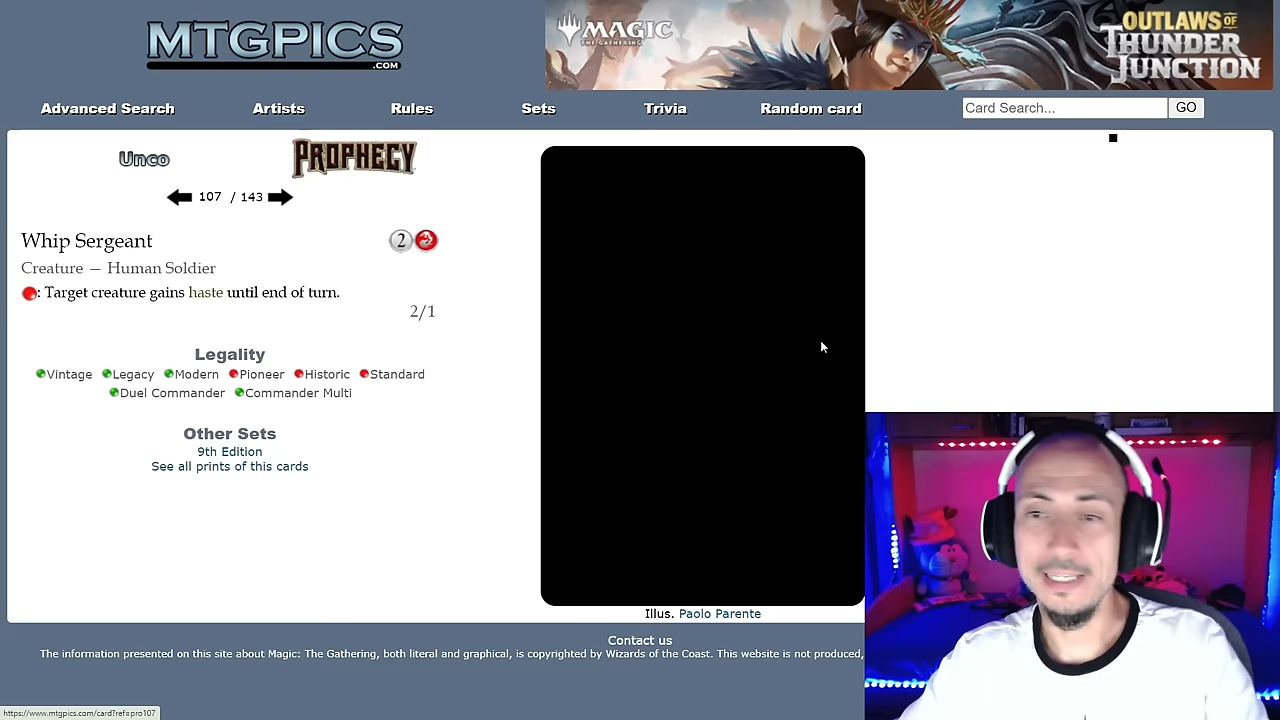 MTGPICS
.COM
MAGIC
THE GATHERING
OUTLAWS OF
THUNDER
JUNCTION
Advanced Search Artists Rules Sets Trivia Random card Card Search... GO
Unco PROPHECY
107 / 143
Whip Sergeant 2
Creature — Human Soldier
: Target creature gains haste until end of turn.
2/1
Legality
Vintage Legacy Modern Pioneer Historic Standard
Duel Commander Commander Multi
Other Sets
9th Edition
See all prints of this cards
Illus. Paolo Parente
Contact us
The information presented on this site about Magic: The Gathering, both literal and graphical, is copyrighted by Wizards of the Coast. This website is not produced,
https://www.mtgpics.com/card?ref=pro107